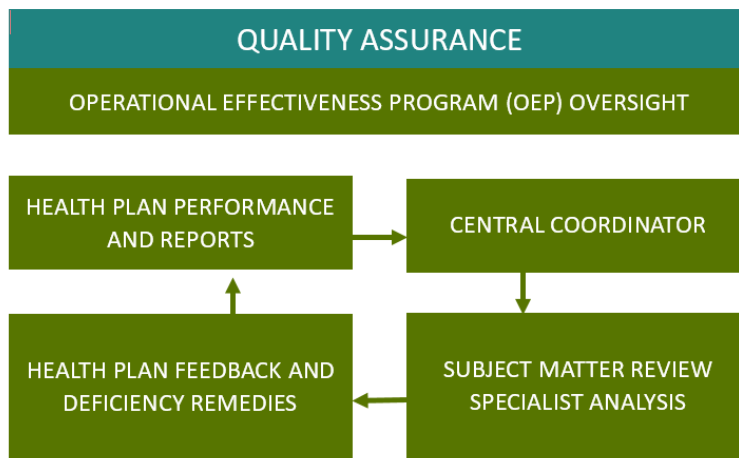 QUALITY ASSURANCE
OPERATIONAL EFFECTIVENESS PROGRAM (OEP) OVERSIGHT
HEALTH PLAN PERFORMANCE
AND REPORTS
CENTRAL COORDINATOR
HEALTH PLAN FEEDBACK AND
DEFICIENCY REMEDIES
SUBJECT MATTER REVIEW
SPECIALIST ANALYSIS